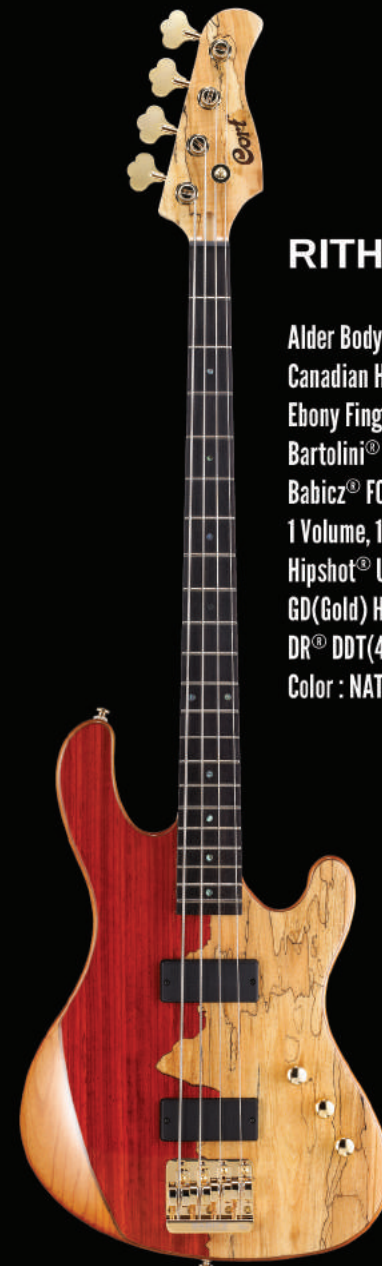 Cort
RITH
Alder Body
Canadian H
Ebony Fing
Bartolini®
Babicz® FC
1 Volume, 1
Hipshot® U
GD(Gold) H
DR® DDT(4
Color : NAT